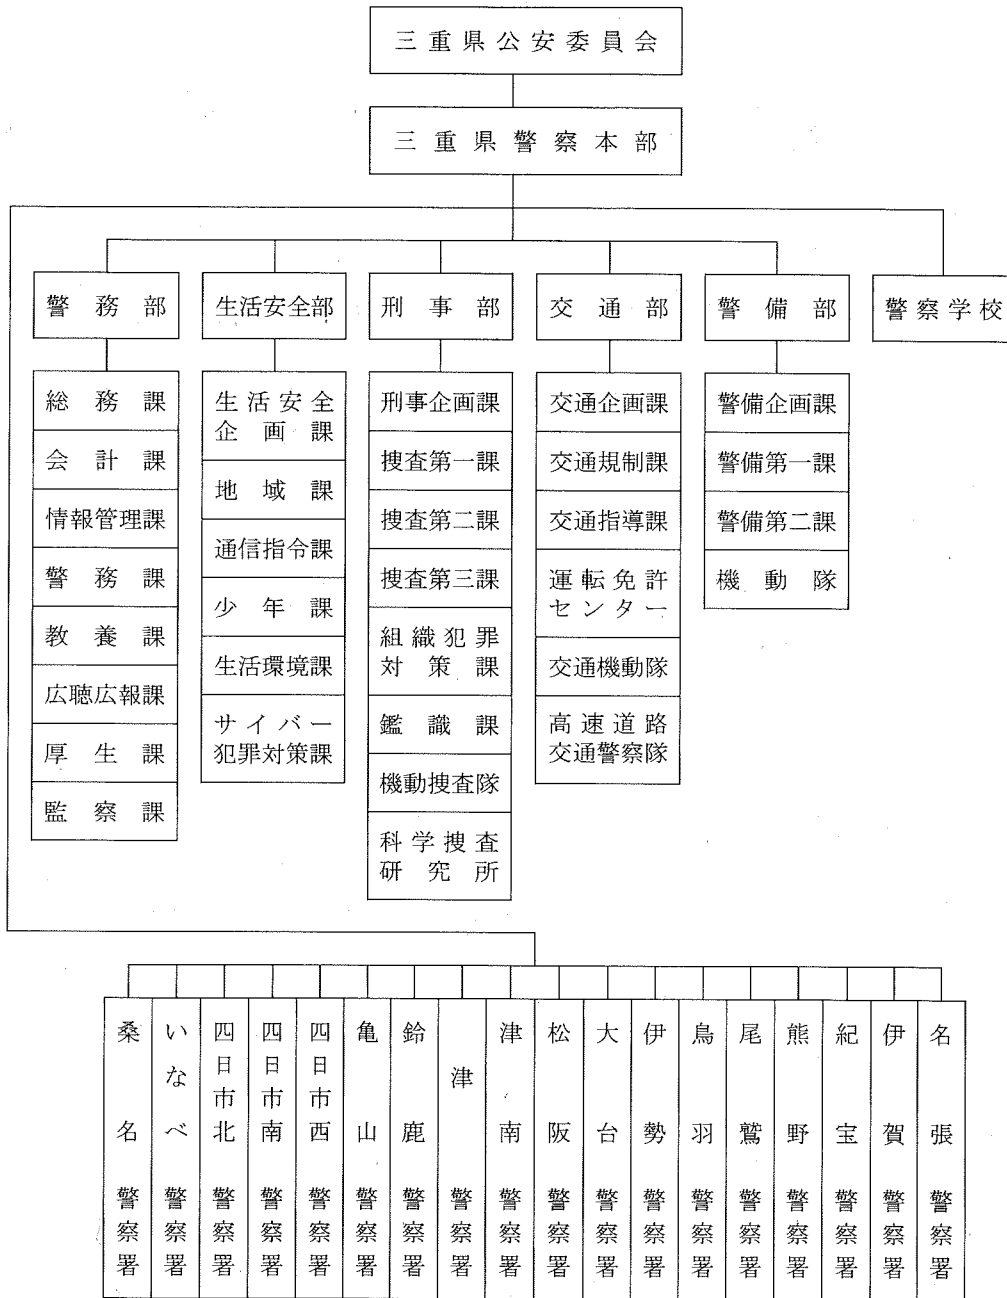 三重県公安委員会
三重県警察本部
警務部
生活安全部
刑事部
交通部
警備部
警察学校
総務課
会計課
情報管理課
警務課
教養課
広聴広報課
厚生課
監察課
生活安全
企画課
地域課
通信指令課
少年課
生活環境課
サイバー
犯罪対策課
刑事企画課
捜査第一課
捜査第二課
捜査第三課
組織犯罪
対策課
鑑識課
機動捜査隊
科学捜査
研究所
交通企画課
交通規制課
交通指導課
運転免許
センター
交通機動隊
高速道路
交通警察隊
警備企画課
警備第一課
警備第二課
機動隊
桑名警察署
いなべ警察署
四日市北警察署
四日市南警察署
四日市西警察署
亀山警察署
鈴鹿警察署
津警察署
津南警察署
松阪警察署
大台警察署
伊勢警察署
鳥羽警察署
尾鷲警察署
熊野警察署
紀宝警察署
伊賀警察署
名張警察署